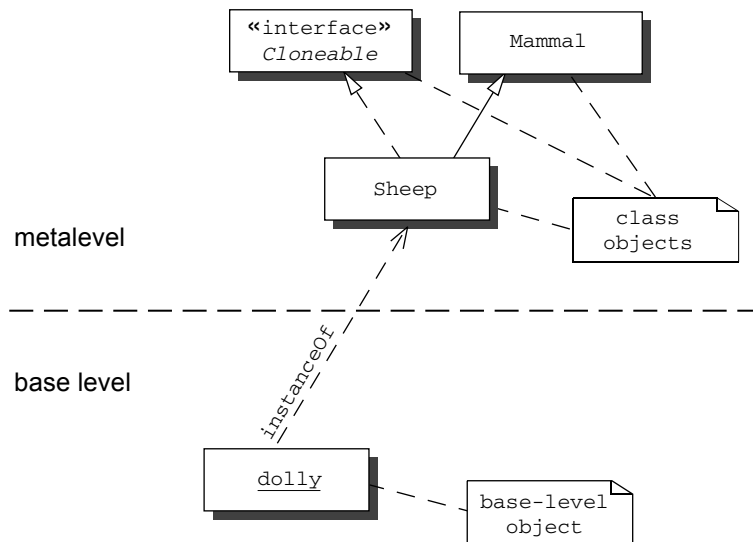 «interface»
Cloneable
Mammal
Sheep
class
objects
metalevel
base level
instanceOf
dolly
base-level
object